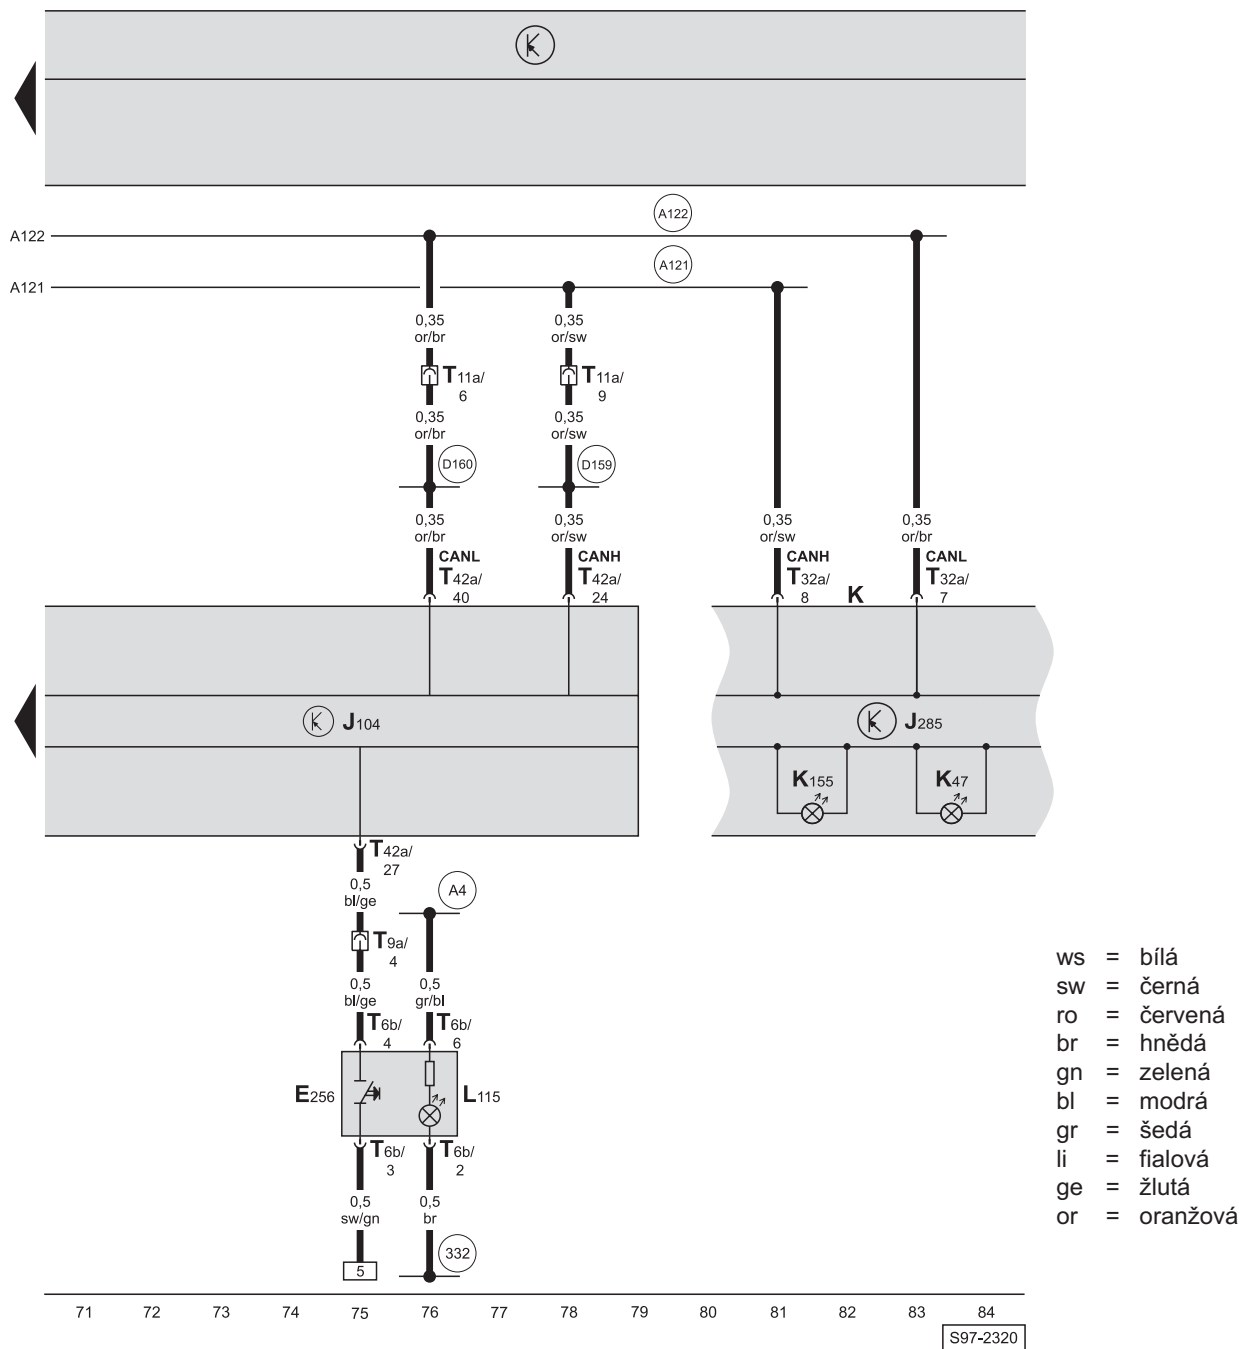 A122
A122
A121
A121
0,35
or/br
0,35
or/sw
T11a/
6
T11a/
9
0,35
or/br
0,35
or/sw
D160
D159
0,35
or/br
0,35
or/sw
0,35
or/sw
0,35
or/br
CANL
CANH
CANH
CANL
T42a/
40
T42a/
24
T32a/
8
K
T32a/
7
J104
J285
K155
K47
T42a/
27
0,5
bl/ge
A4
T9a/
4
0,5
bl/ge
0,5
gr/bl
T6b/
4
T6b/
6
E256
L115
T6b/
3
T6b/
2
0,5
sw/gn
0,5
br
332
5
ws = bílá
sw = černá
ro = červená
br = hnědá
gn = zelená
bl = modrá
gr = šedá
li = fialová
ge = žlutá
or = oranžová
71 72 73 74 75 76 77 78 79 80 81 82 83 84
S97-2320